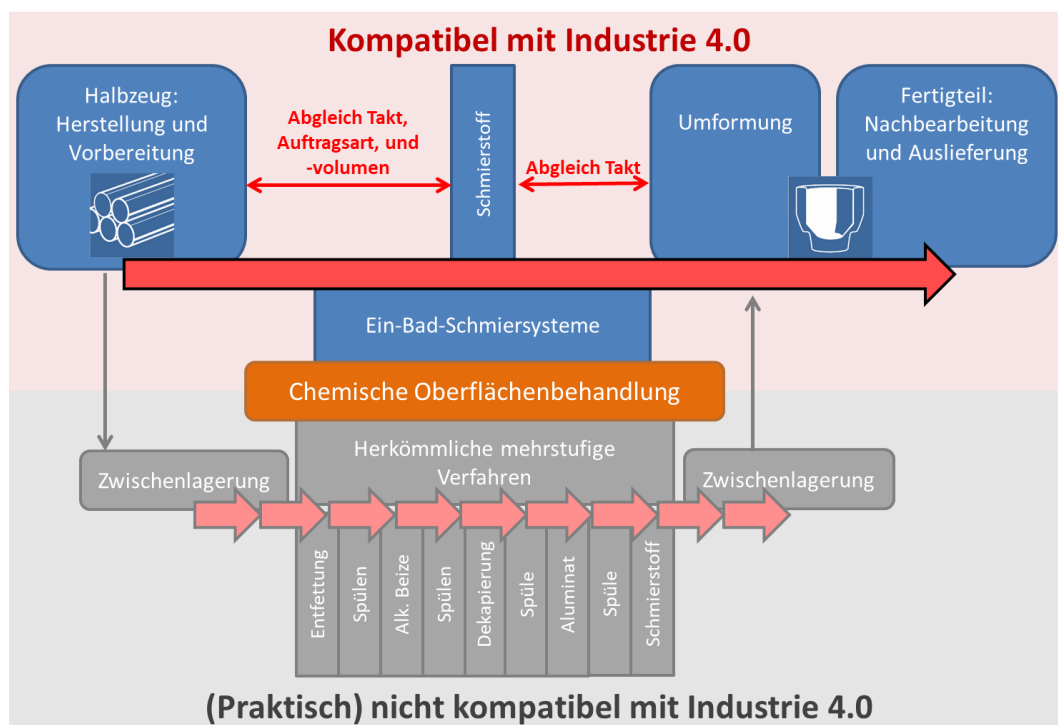 Kompatibel mit Industrie 4.0
Halbzeug:
Herstellung und
Vorbereitung
Abgleich Takt,
Auftragsart, und
-volumen
Schmierstoff
Abgleich Takt
Umformung
Fertigteil:
Nachbearbeitung
und Auslieferung
Ein-Bad-Schmiersysteme
Chemische Oberflächenbehandlung
Herkömmliche mehrstufige
Verfahren
Zwischenlagerung
Zwischenlagerung
Entfettung
Spülen
Alk. Beize
Spülen
Dekapierung
Spüle
Aluminat
Spüle
Schmierstoff
(Praktisch) nicht kompatibel mit Industrie 4.0